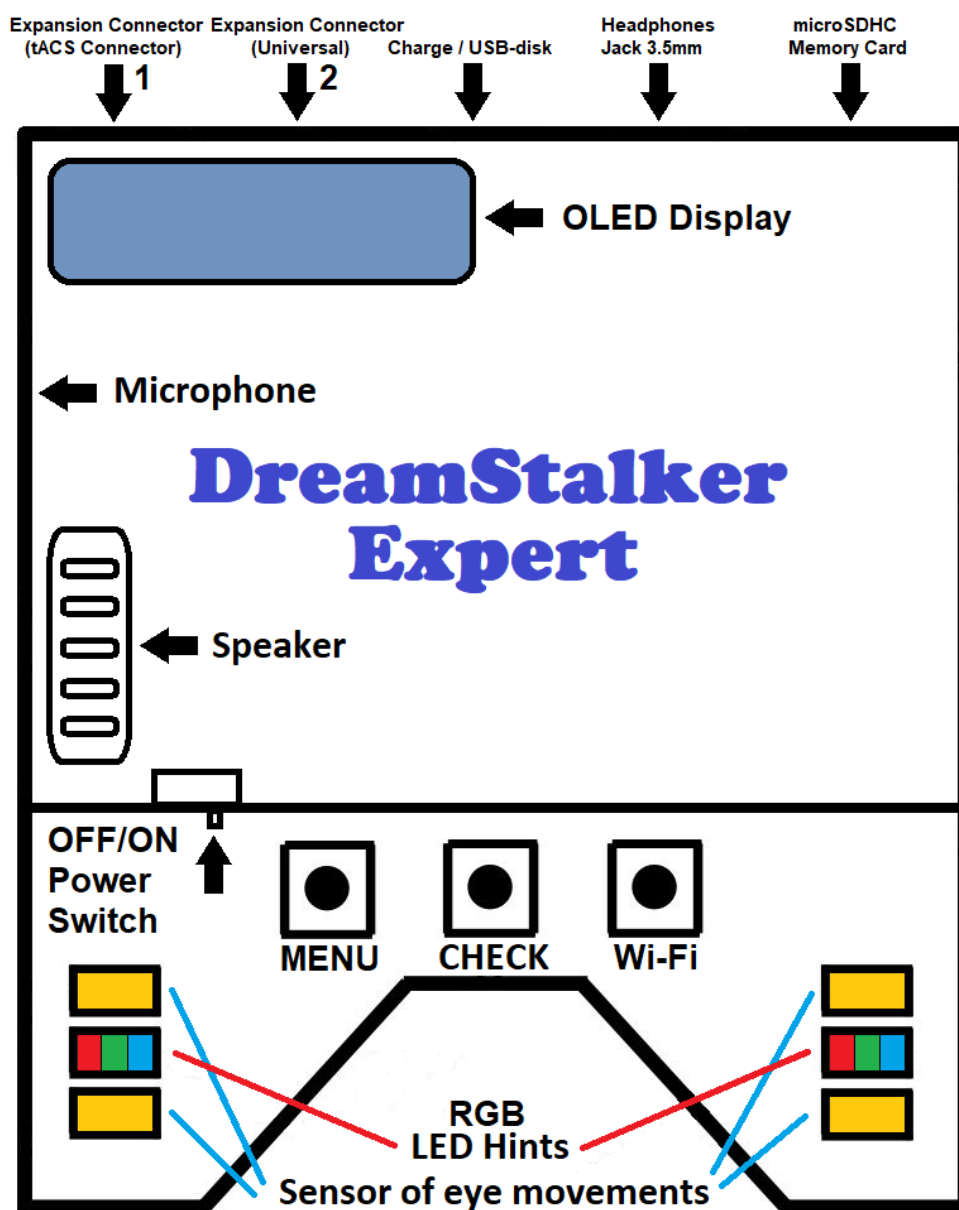 Expansion Connector
(tACS Connector)
1
Expansion Connector
(Universal)
2
Charge / USB-disk
Headphones
Jack 3.5mm
microSDHC
Memory Card
OLED Display
Microphone
DreamStalker
Expert
Speaker
OFF/ON
Power
Switch
MENU
CHECK
Wi-Fi
RGB
LED Hints
Sensor of eye movements